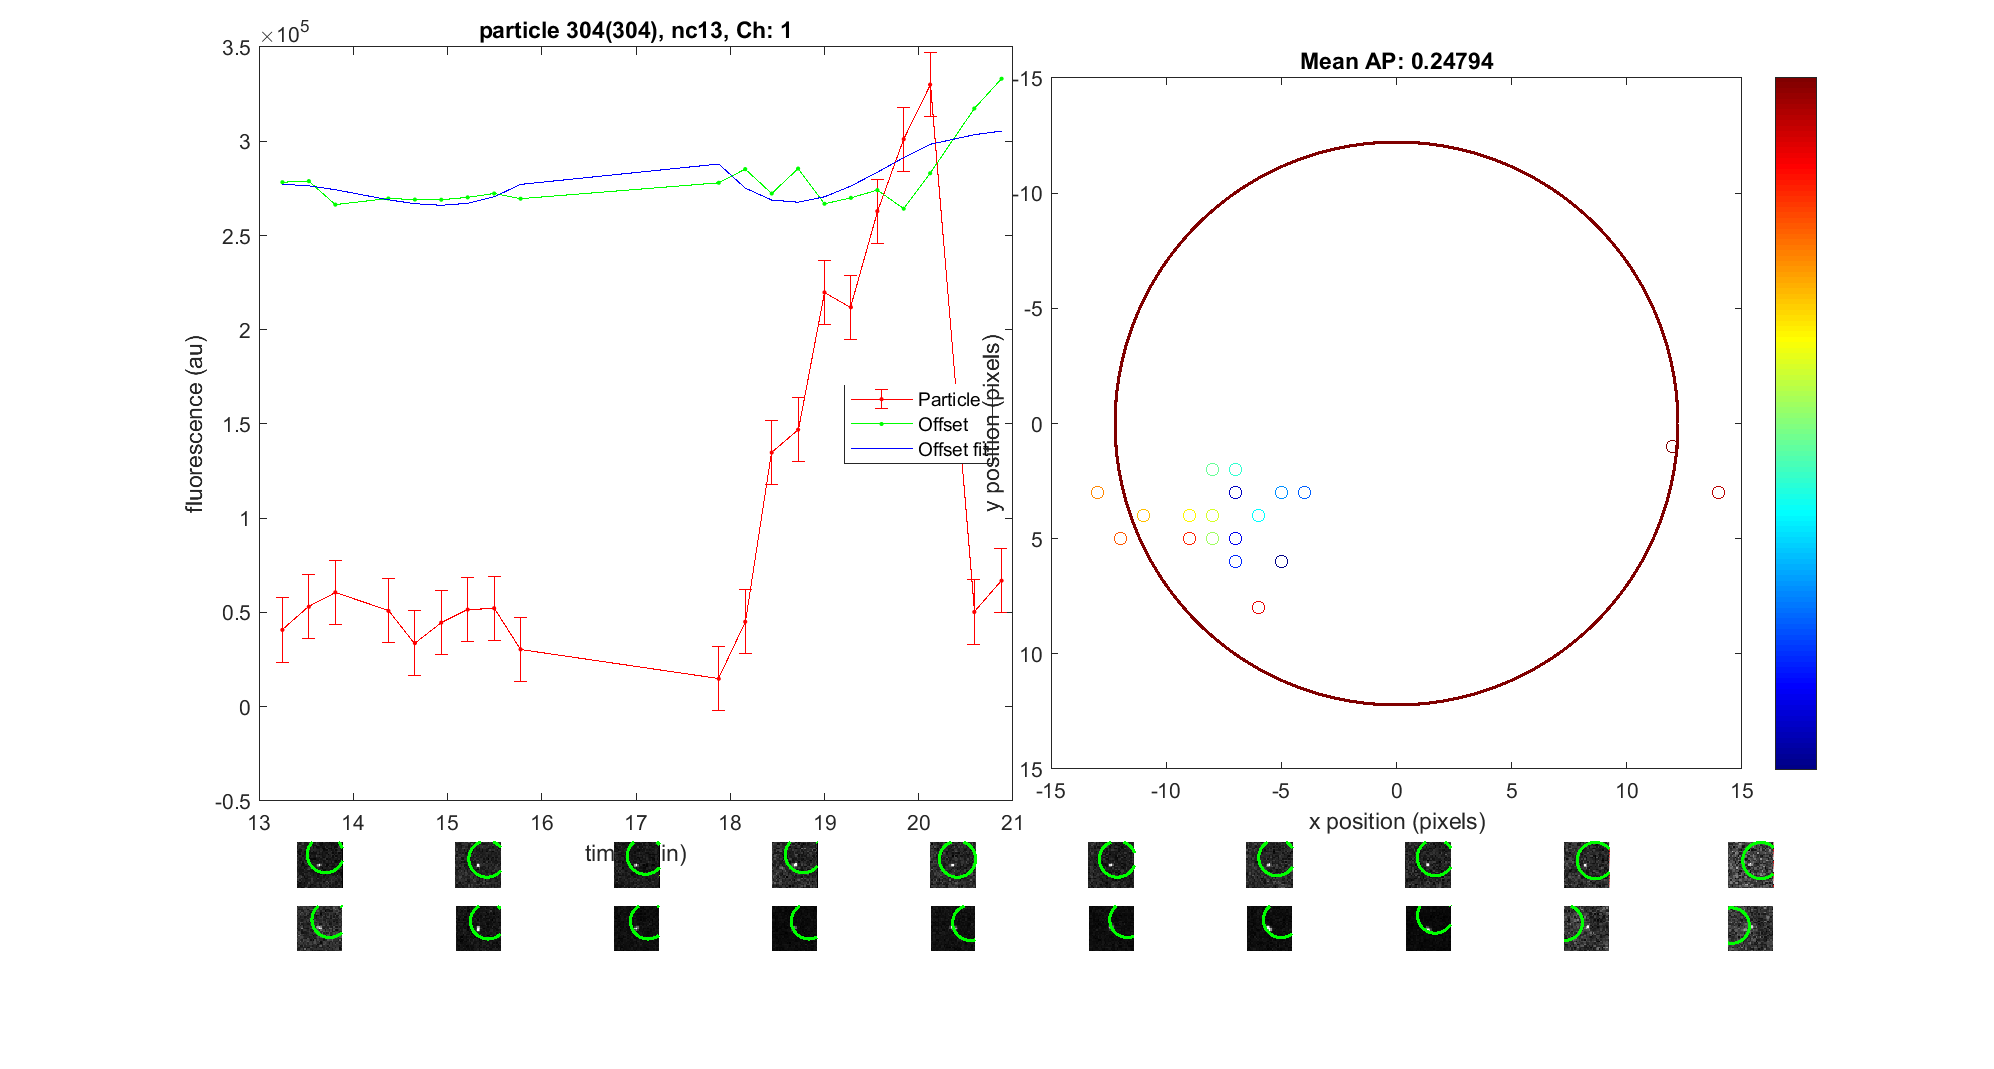 particle 304(304), nc13, Ch: 1
×10^5
3.5
3
2.5
2
1.5
1
0.5
0
-0.5
fluorescence (au)
13 14 15 16 17 18 19 20 21
Particle
Offset
Offset fit
Mean AP: 0.24794
-15
-10
-5
0
5
10
15
y position (pixels)
-15 -10 -5 0 5 10 15
x position (pixels)